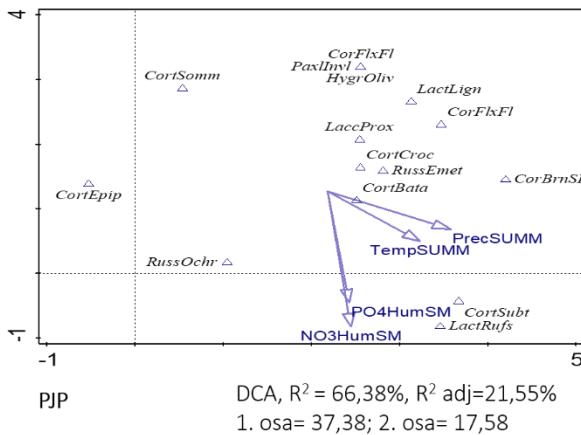 4
CorFlxFl
PaxlInvl
HygrOliv
CortSomm
LactLign
CorFlxFl
LaccProx
CortCroc
RussEmet
CorBrnSl
CortEpip
CortBata
PrecSUMM
TempSUMM
RussOchr
PO4HumSM
CortSubt
LactRufs
NO3HumSM
-1
-1
5
PJP
DCA, R² = 66,38%, R² adj=21,55%
1. osa= 37,38; 2. osa= 17,58